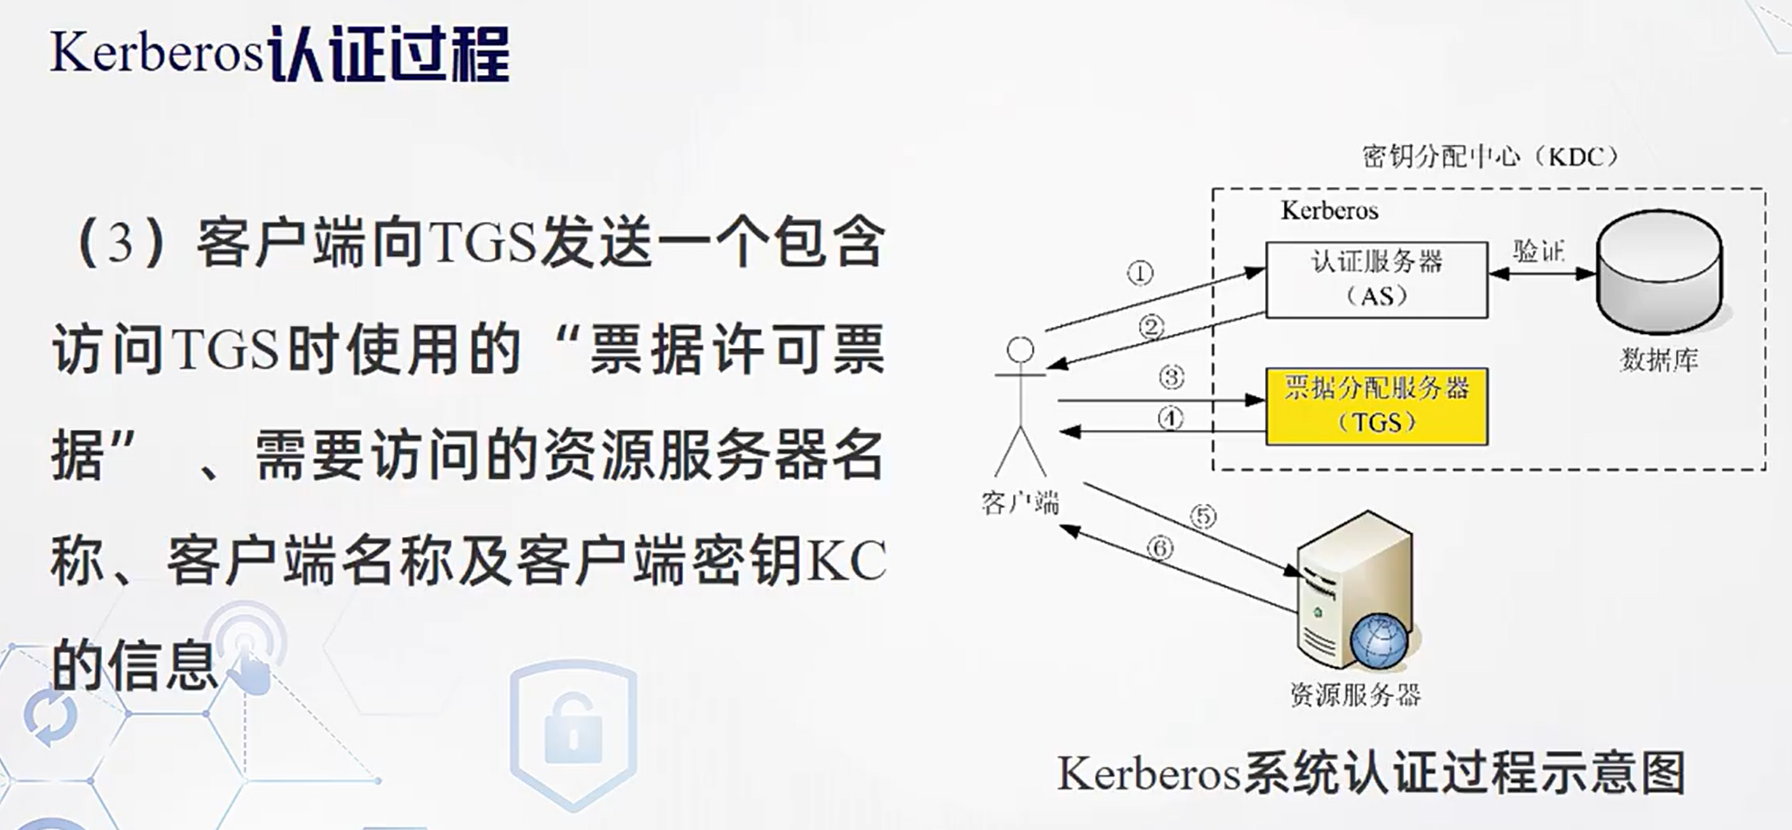 Kerberos认证过程
（3）客户端向TGS发送一个包含
访问TGS时使用的“票据许可票
据”、需要访问的资源服务器名
称、客户端名称及客户端密钥KC
的信息
密钥分配中心（KDC）
Kerberos
认证服务器
（AS）
验证
数据库
①
②
票据分配服务器
（TGS）
③
④
客户端
⑤
⑥
资源服务器
Kerberos系统认证过程示意图